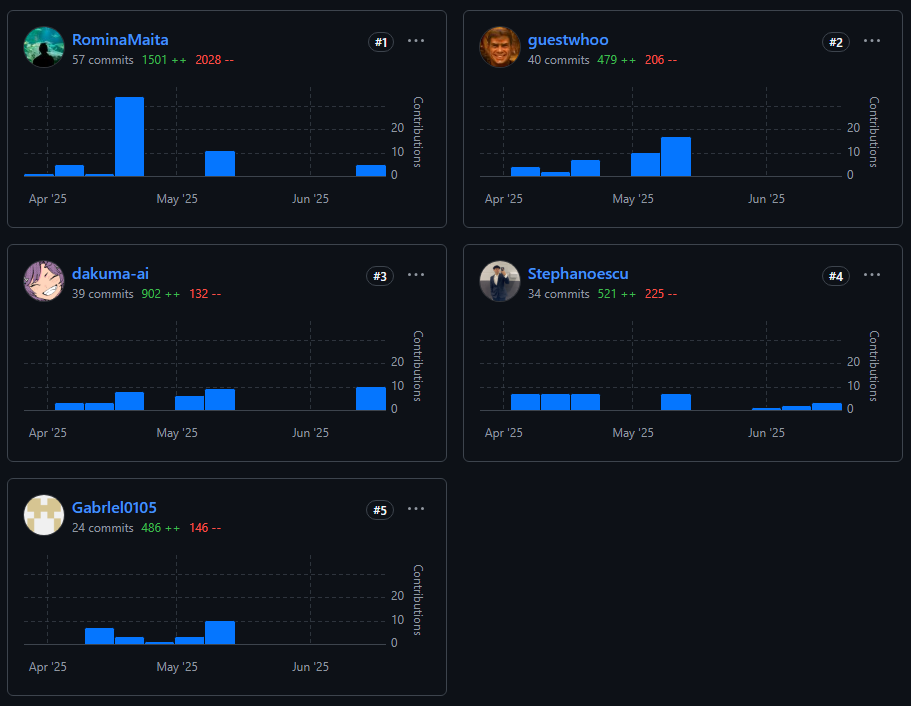 RominaMaita
#1
57 commits 1501 ++ 2028 --
Contributions
20
10
0
Apr '25 May '25 Jun '25
guestwhoo
#2
40 commits 479 ++ 206 --
Contributions
20
10
0
Apr '25 May '25 Jun '25
dakuma-ai
#3
39 commits 902 ++ 132 --
Contributions
20
10
0
Apr '25 May '25 Jun '25
Stephanoescu
#4
34 commits 521 ++ 225 --
Contributions
20
10
0
Apr '25 May '25 Jun '25
Gabrlel0105
#5
24 commits 486 ++ 146 --
Contributions
20
10
0
Apr '25 May '25 Jun '25